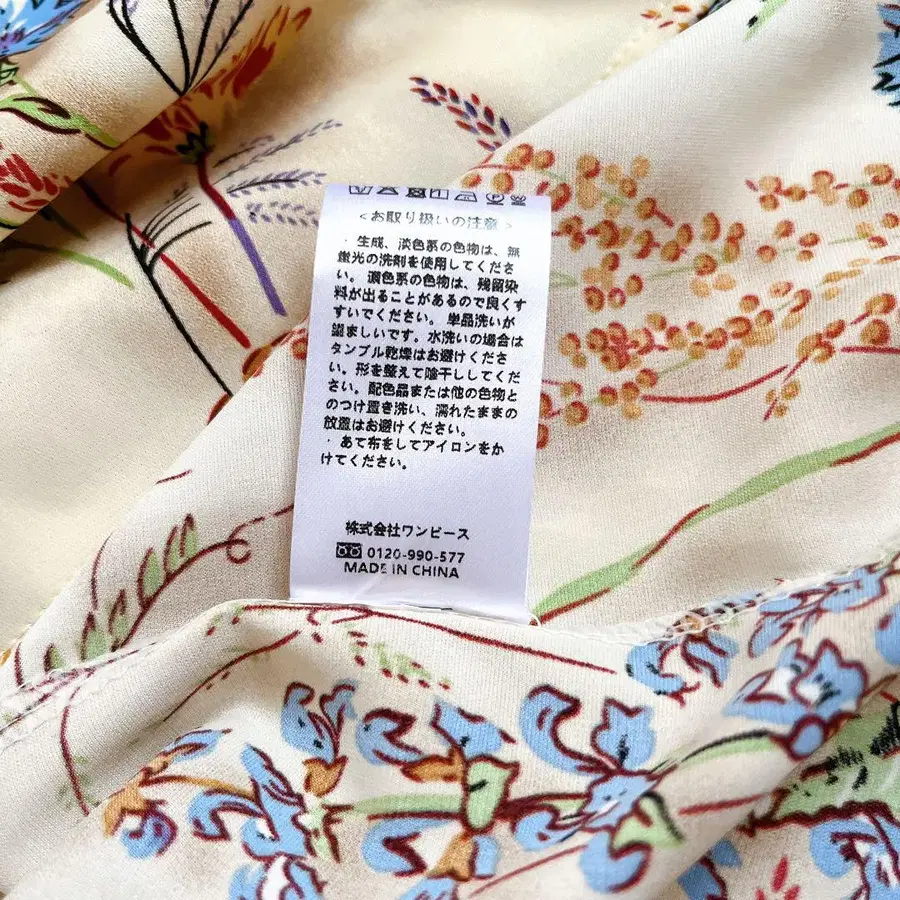 <お取り扱いの注意>
・生成、淡色系の色物は、無
蛍光の洗剤を使用してくださ
い。濃色系の色物は、残留染
料が出ることがあるので良くす
すいでください。単品洗いが
望ましいです。水洗いの場合は
タンブル乾燥はお避けくださ
い。形を整えて陰干ししてくださ
い。配色品または他の色物と
のつけ置き洗い、濡れたままの
放置はお避けください。
・あて布をしてアイロンをか
けてください。
株式会社ワンピース
0120-990-577
MADE IN CHINA